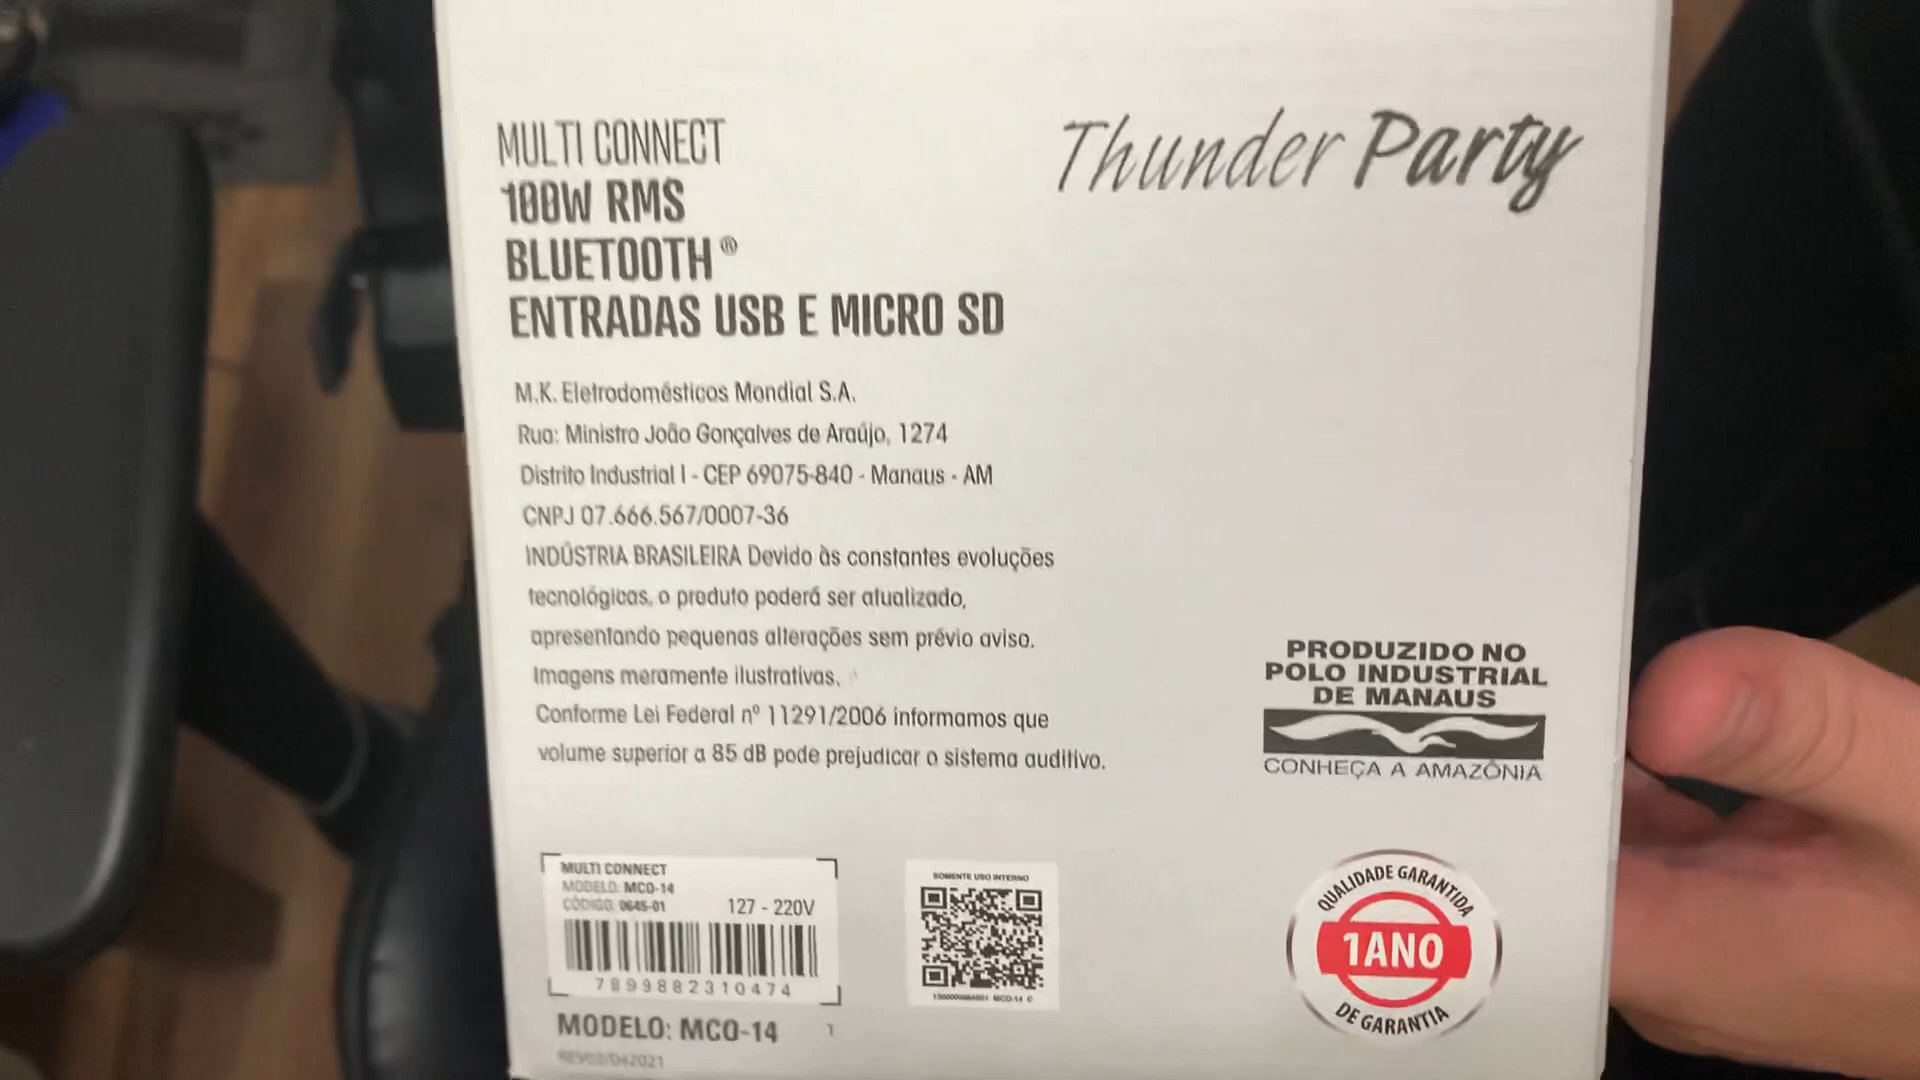 MULTI CONNECT
100W RMS
BLUETOOTH®
ENTRADAS USB E MICRO SD
Thunder Party
M.K. Eletrodomésticos Mondial S.A.
Rua: Ministro João Gonçalves de Araújo, 1274
Distrito Industrial I - CEP 69075-840 - Manaus - AM
CNPJ 07.666.567/0007-36
INDÚSTRIA BRASILEIRA Devido às constantes evoluções
tecnológicas, o produto poderá ser atualizado,
apresentando pequenas alterações sem prévio aviso.
Imagens meramente ilustrativas.
Conforme Lei Federal nº 11291/2006 informamos que
volume superior a 85 dB pode prejudicar o sistema auditivo.
PRODUZIDO NO
POLO INDUSTRIAL
DE MANAUS
CONHEÇA A AMAZÔNIA
MULTI CONNECT
MODELO: MCO-14
CÓDIGO: 0645-01
127 - 220V
7899882310474
MODELO: MCO-14
1
REV03/042021
SOMENTE USO INTERNO
MCO-14 C
QUALIDADE GARANTIDA
1ANO
DE GARANTIA